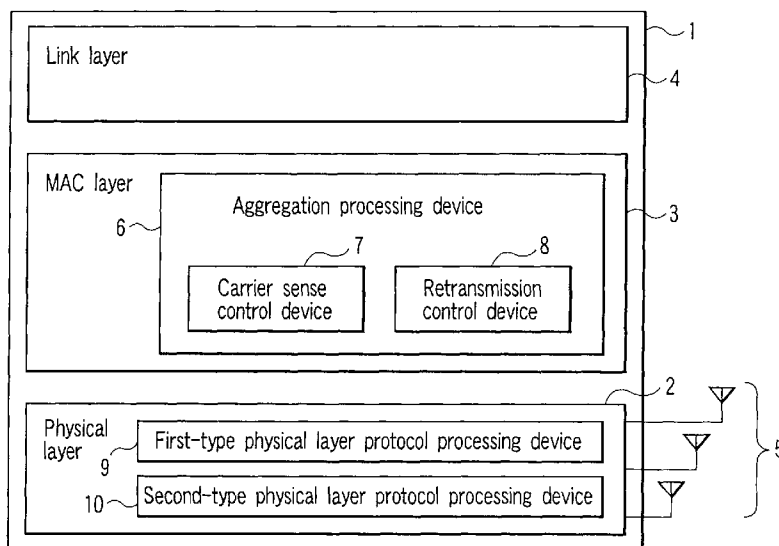 1
Link layer
4
MAC layer
Aggregation processing device
6
3
7
8
Carrier sense
control device
Retransmission
control device
2
Physical
layer
First-type physical layer protocol processing device
9
5
Second-type physical layer protocol processing device
10